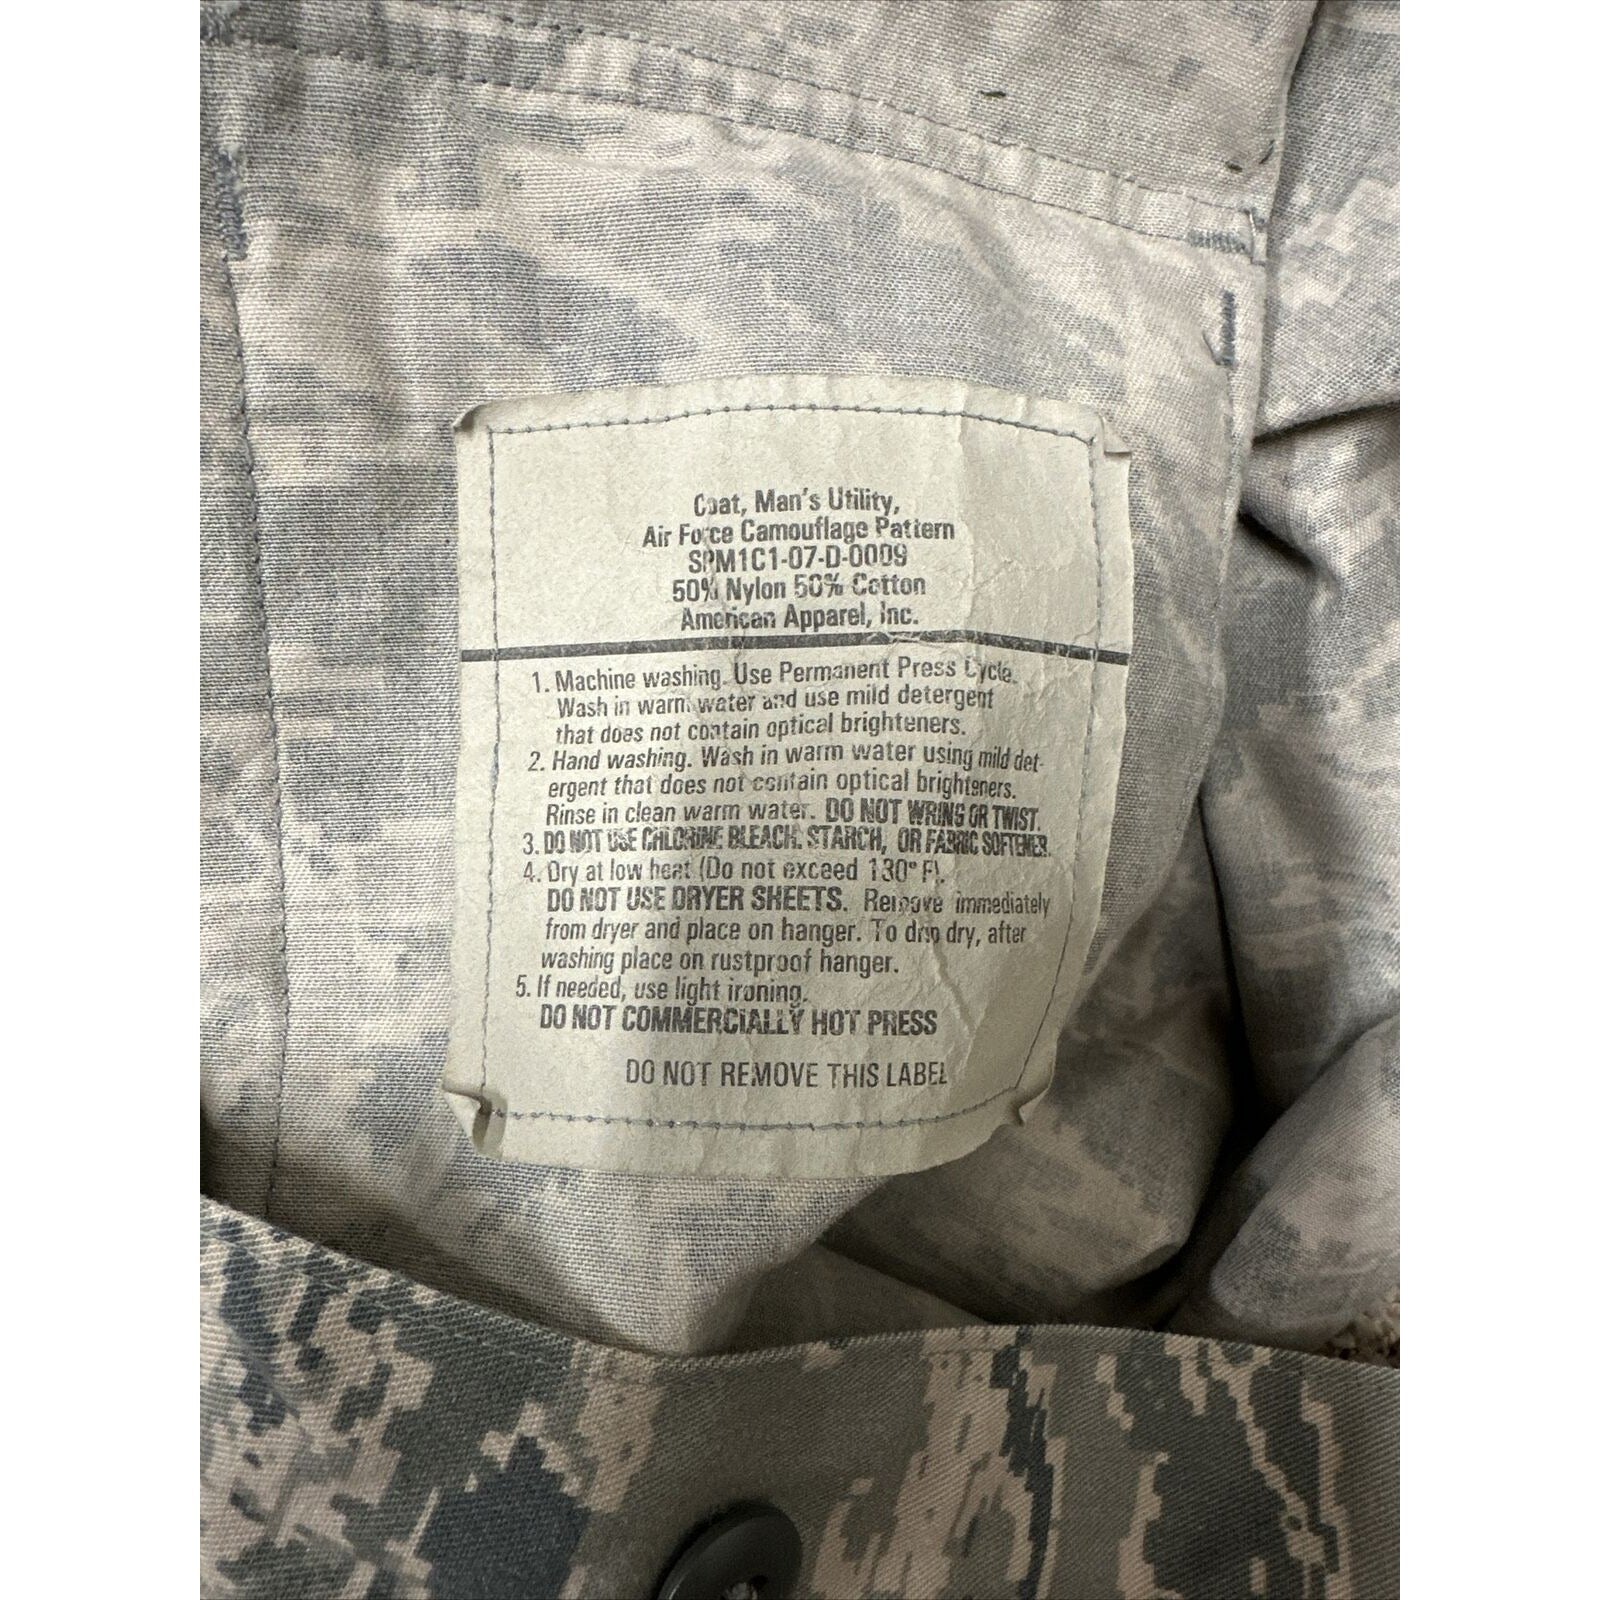 Coat, Man's Utility,
Air Force Camouflage Pattern
SPM1C1-07-D-0009
50% Nylon 50% Cotton
American Apparel, Inc.
1. Machine washing. Use Permanent Press Cycle.
Wash in warm water and use mild detergent
that does not contain optical brighteners.
2. Hand washing. Wash in warm water using mild det-
ergent that does not contain optical brighteners.
Rinse in clean warm water. DO NOT WRING OR TWIST.
3. DO NOT USE CHLORINE BLEACH. STARCH, OR FABRIC SOFTENER.
4. Dry at low heat (Do not exceed 130° F).
DO NOT USE DRYER SHEETS. Remove immediately
from dryer and place on hanger. To drip dry, after
washing place on rustproof hanger.
5. If needed, use light ironing.
DO NOT COMMERCIALLY HOT PRESS
DO NOT REMOVE THIS LABEL